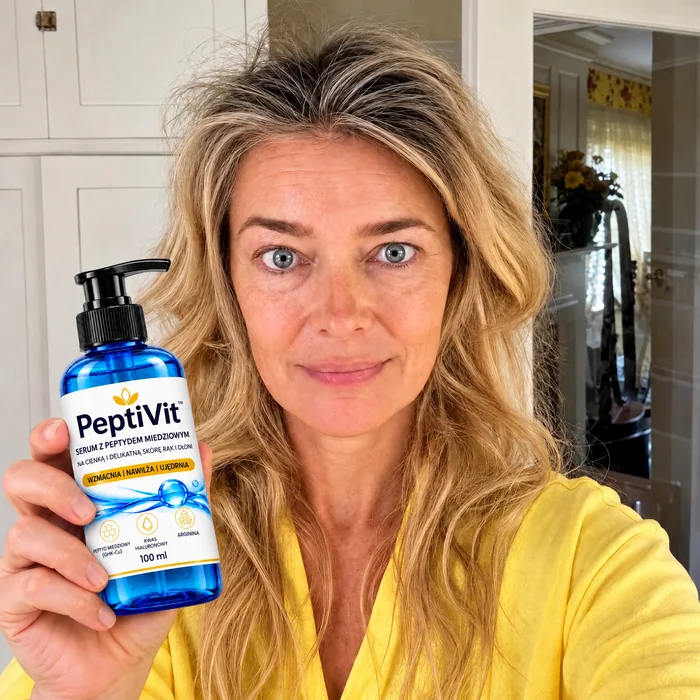 PeptiVit™
SERUM Z PEPTYDEM MIEDZIOWYM
NA CIENKĄ I DELIKATNĄ SKÓRĘ RĄK I DŁONI
WZMACNIA | NAWILŻA | UJĘDRNIA
PEPTYD MIEDZIOWY
(GHK-Cu)
KWAS
HIALURONOWY
ARGININA
100 ml